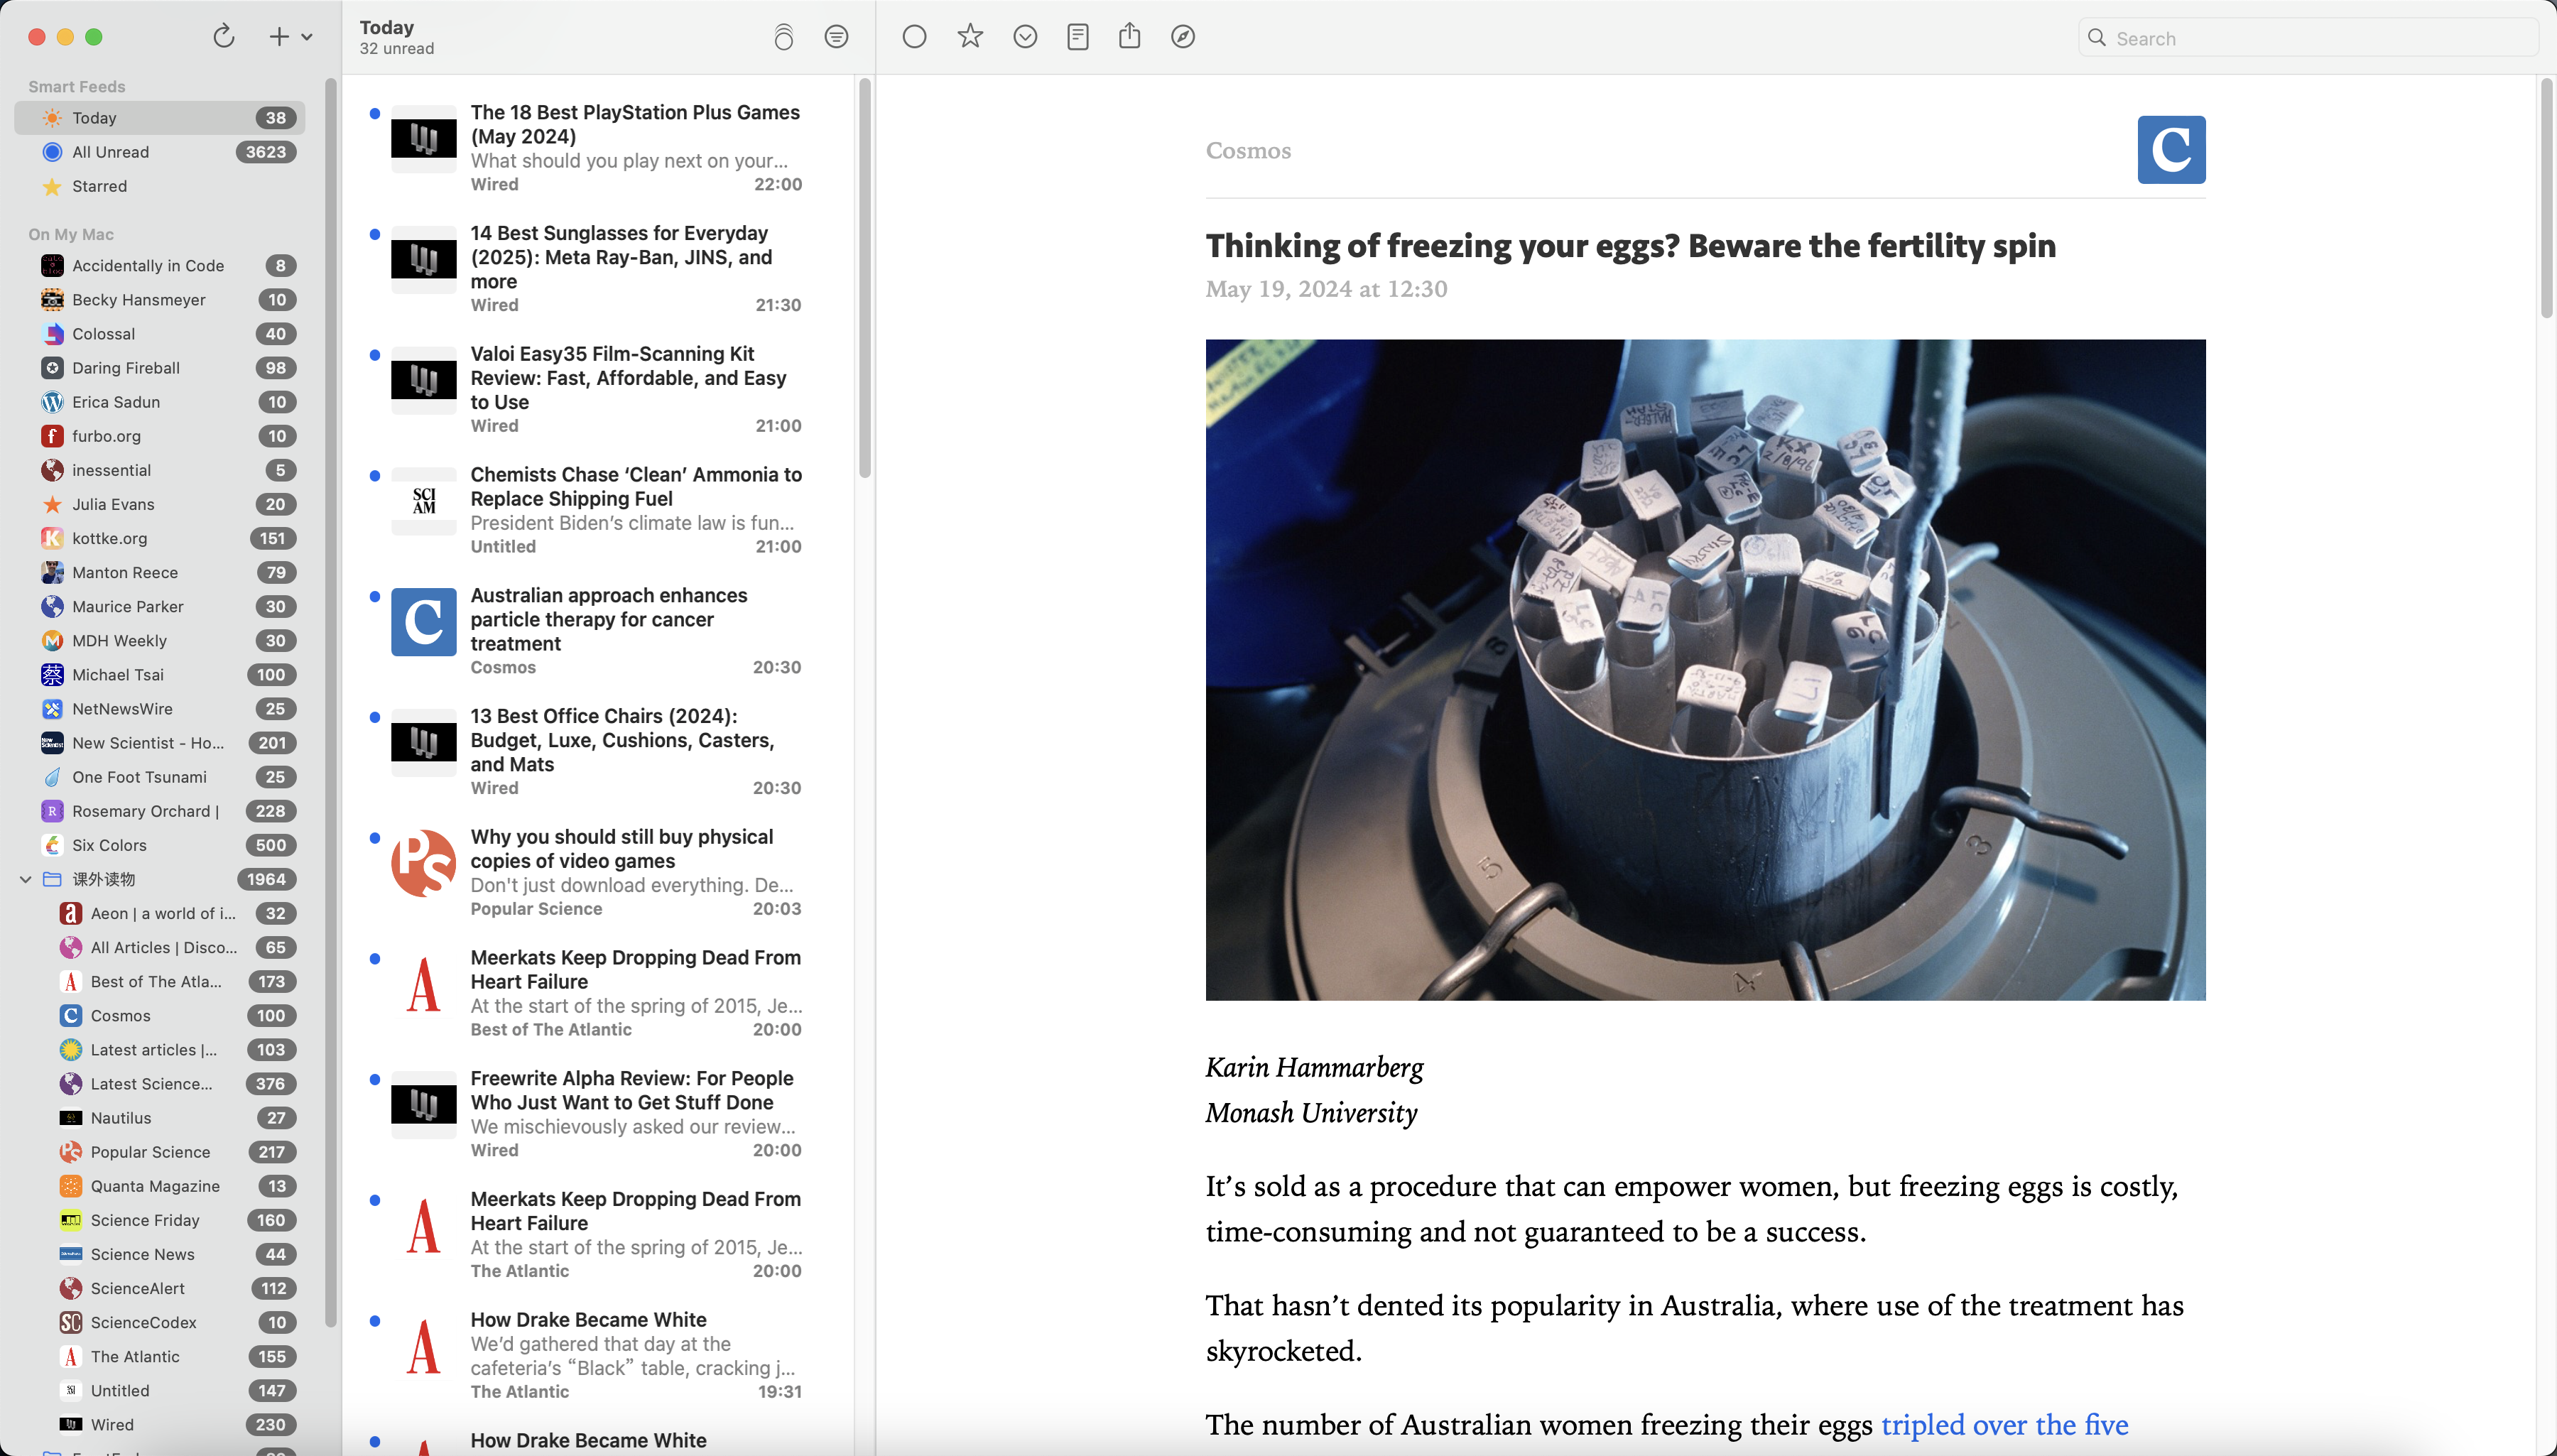 Smart Feeds
Today 38
All Unread 3623
Starred
On My Mac
Accidentally in Code 8
Becky Hansmeyer 10
Colossal 40
Daring Fireball 98
Erica Sadun 10
furbo.org 10
inessential 5
Julia Evans 20
kottke.org 151
Manton Reece 79
Maurice Parker 30
MDH Weekly 30
Michael Tsai 100
NetNewsWire 25
New Scientist - Ho... 201
One Foot Tsunami 25
Rosemary Orchard | 228
Six Colors 500
课外读物 1964
Aeon | a world of i... 32
All Articles | Disco... 65
Best of The Atla... 173
Cosmos 100
Latest articles |... 103
Latest Science... 376
Nautilus 27
Popular Science 217
Quanta Magazine 13
Science Friday 160
Science News 44
ScienceAlert 112
ScienceCodex 10
The Atlantic 155
Untitled 147
Wired 230
Today
32 unread
The 18 Best PlayStation Plus Games
(May 2024)
What should you play next on your...
Wired 22:00
14 Best Sunglasses for Everyday
(2025): Meta Ray-Ban, JINS, and
more
Wired 21:30
Valoi Easy35 Film-Scanning Kit
Review: Fast, Affordable, and Easy
to Use
Wired 21:00
SCI
AM
Chemists Chase ‘Clean’ Ammonia to
Replace Shipping Fuel
President Biden’s climate law is fun...
Untitled 21:00
C
Australian approach enhances
particle therapy for cancer
treatment
Cosmos 20:30
13 Best Office Chairs (2024):
Budget, Luxe, Cushions, Casters,
and Mats
Wired 20:30
PS
Why you should still buy physical
copies of video games
Don't just download everything. De...
Popular Science 20:03
A
Meerkats Keep Dropping Dead From
Heart Failure
At the start of the spring of 2015, Je...
Best of The Atlantic 20:00
Freewrite Alpha Review: For People
Who Just Want to Get Stuff Done
We mischievously asked our review...
Wired 20:00
A
Meerkats Keep Dropping Dead From
Heart Failure
At the start of the spring of 2015, Je...
The Atlantic 20:00
A
How Drake Became White
We’d gathered that day at the
cafeteria’s “Black” table, cracking j...
The Atlantic 19:31
How Drake Became White
Search
Cosmos
C
Thinking of freezing your eggs? Beware the fertility spin
May 19, 2024 at 12:30
5
4
3
Karin Hammarberg
Monash University
It’s sold as a procedure that can empower women, but freezing eggs is costly,
time-consuming and not guaranteed to be a success.
That hasn’t dented its popularity in Australia, where use of the treatment has
skyrocketed.
The number of Australian women freezing their eggs tripled over the five